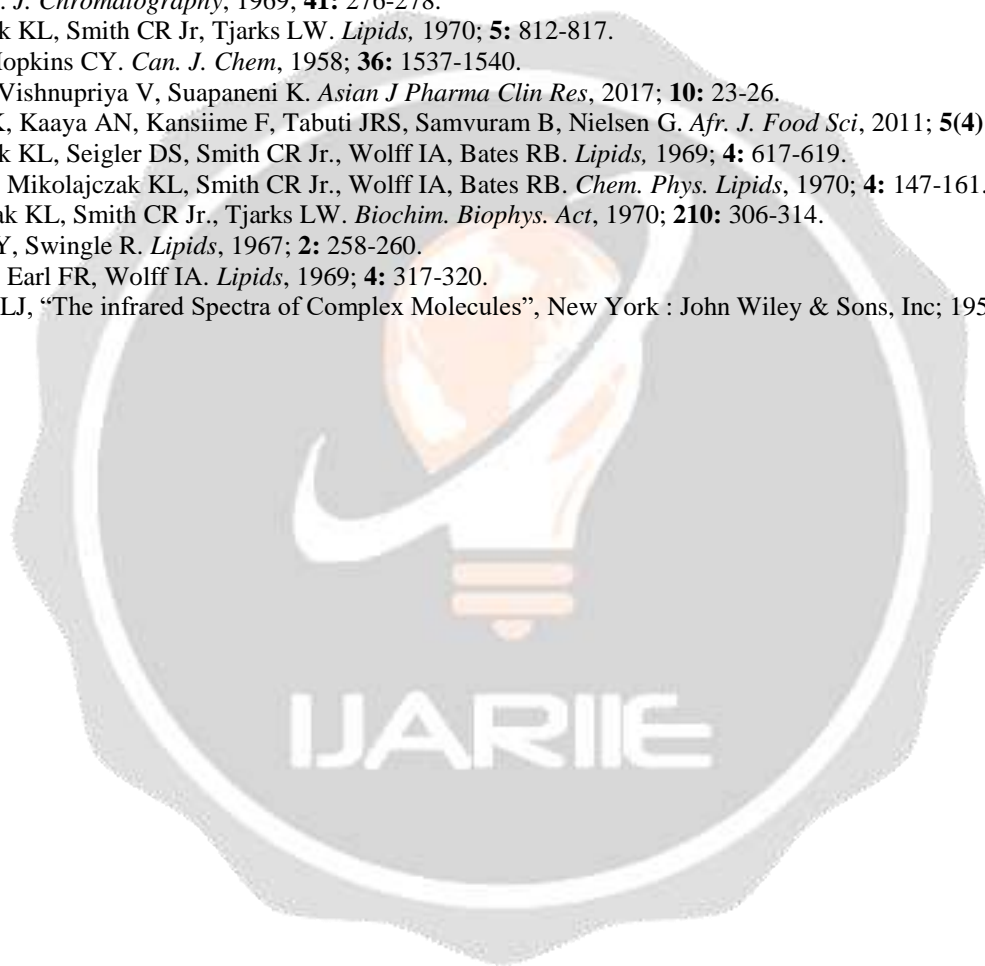 . J. Chromatography, 1969; 41: 276-278.
k KL, Smith CR Jr, Tjarks LW. Lipids, 1970; 5: 812-817.
Hopkins CY. Can. J. Chem, 1958; 36: 1537-1540.
Vishnupriya V, Suapaneni K. Asian J Pharma Clin Res, 2017; 10: 23-26.
K, Kaaya AN, Kansiime F, Tabuti JRS, Samvuram B, Nielsen G. Afr. J. Food Sci, 2011; 5(4)
k KL, Seigler DS, Smith CR Jr., Wolff IA, Bates RB. Lipids, 1969; 4: 617-619.
Mikolajczak KL, Smith CR Jr., Wolff IA, Bates RB. Chem. Phys. Lipids, 1970; 4: 147-161.
ak KL, Smith CR Jr., Tjarks LW. Biochim. Biophys. Act, 1970; 210: 306-314.
Y, Swingle R. Lipids, 1967; 2: 258-260.
Earl FR, Wolff IA. Lipids, 1969; 4: 317-320.
LJ, “The infrared Spectra of Complex Molecules”, New York : John Wiley & Sons, Inc; 195
IJARIIE